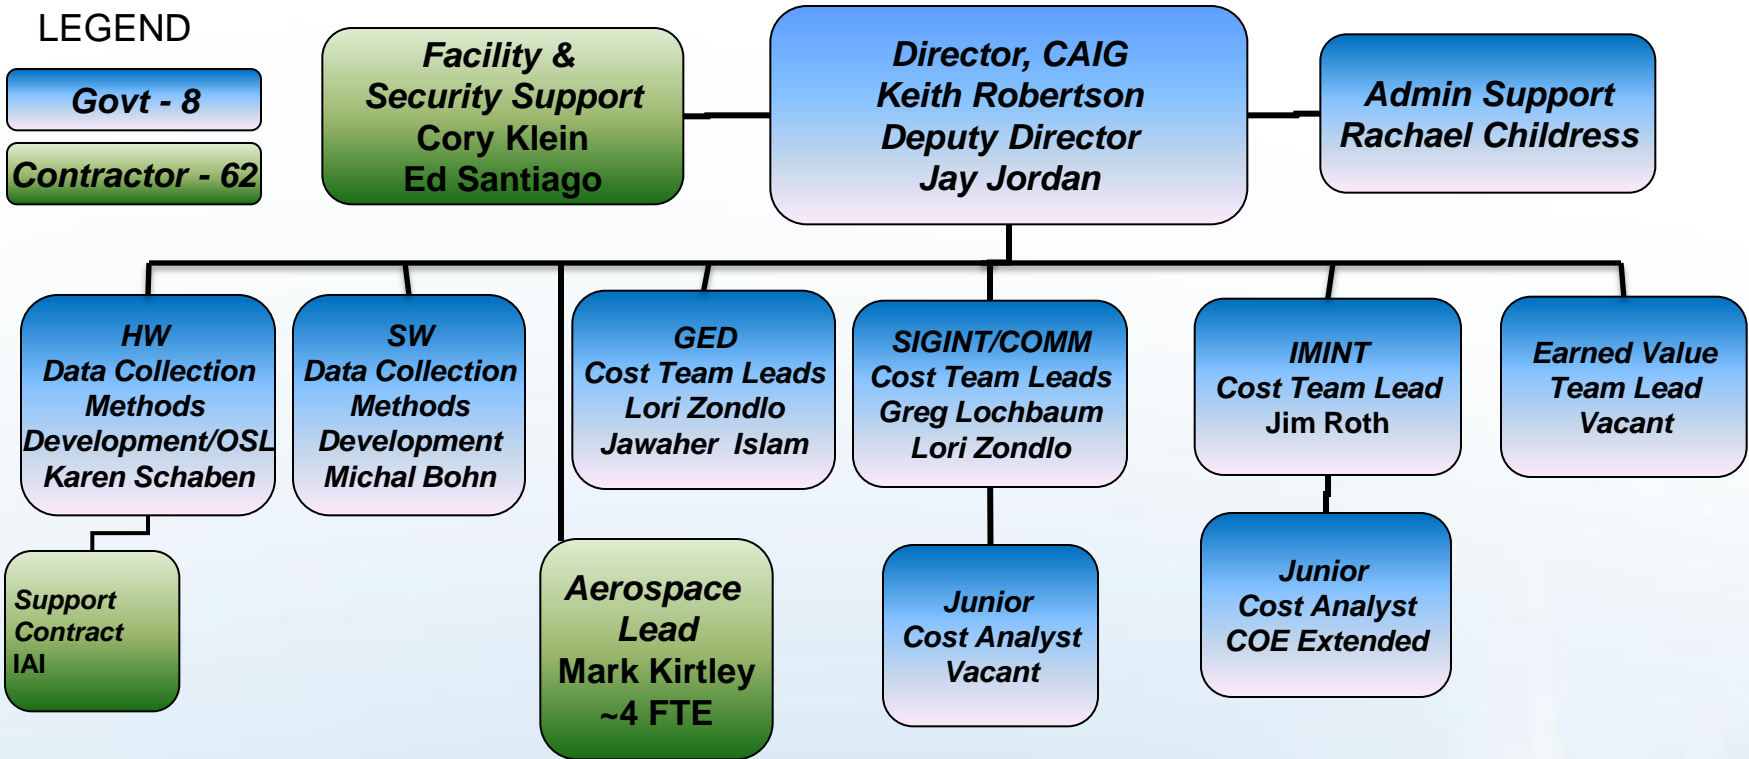 LEGEND
Govt - 8
Contractor - 62
Facility &
Security Support
Cory Klein
Ed Santiago
Director, CAIG
Keith Robertson
Deputy Director
Jay Jordan
Admin Support
Rachael Childress
HW
Data Collection
Methods
Development/OSL
Karen Schaben
SW
Data Collection
Methods
Development
Michal Bohn
GED
Cost Team Leads
Lori Zondlo
Jawaher Islam
SIGINT/COMM
Cost Team Leads
Greg Lochbaum
Lori Zondlo
IMINT
Cost Team Lead
Jim Roth
Earned Value
Team Lead
Vacant
Support
Contract
IAI
Aerospace
Lead
Mark Kirtley
~4 FTE
Junior
Cost Analyst
Vacant
Junior
Cost Analyst
COE Extended